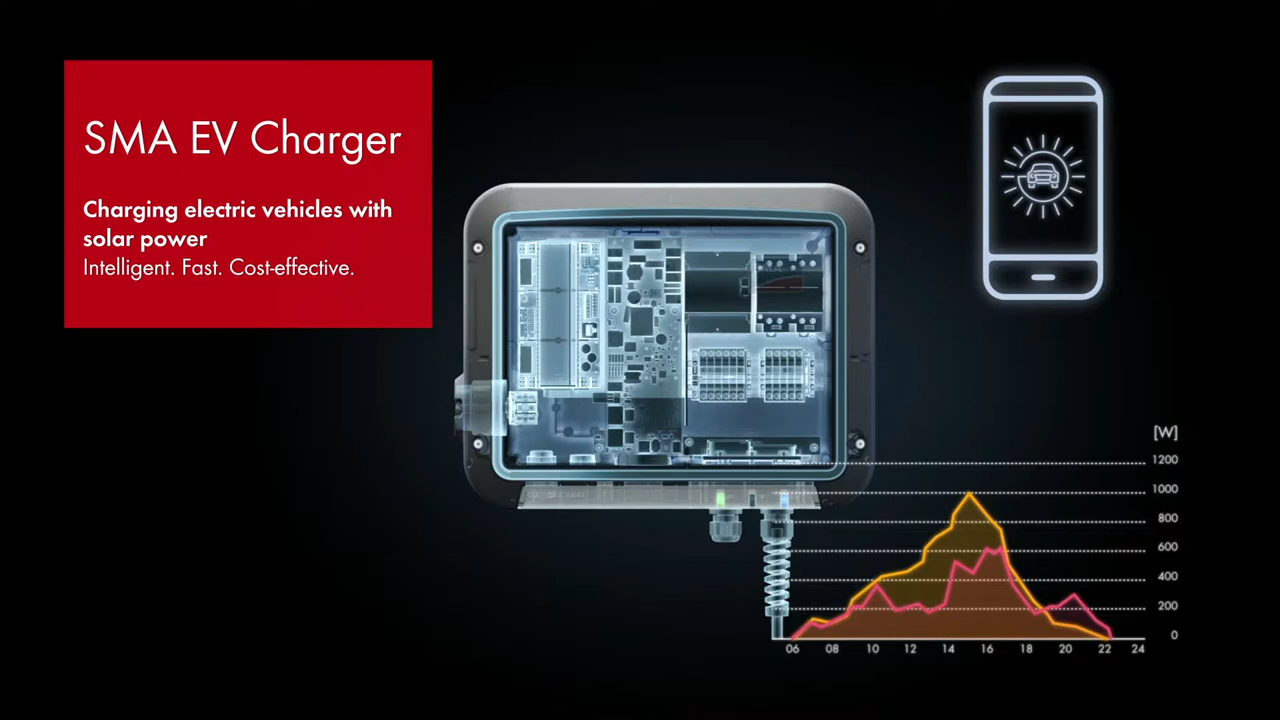 SMA EV Charger
Charging electric vehicles with
solar power
Intelligent. Fast. Cost-effective.
[W]
1200
1000
800
600
400
200
0
06 08 10 12 14 16 18 20 22 24